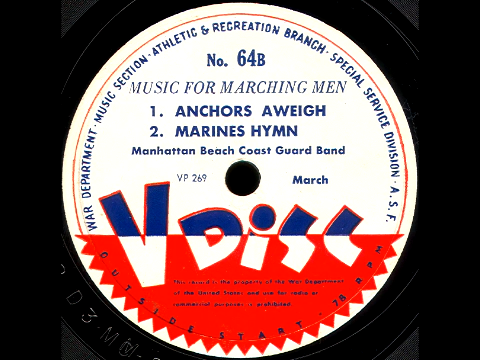 WAR DEPARTMENT · MUSIC SECTION · ATHLETIC & RECREATION BRANCH · SPECIAL SERVICE DIVISION · A. S. F.
No. 64B
MUSIC FOR MARCHING MEN
1. ANCHORS AWEIGH
2. MARINES HYMN
Manhattan Beach Coast Guard Band
VP 269 March
V DISC
This record is the property of the War Department
of the United States and use for radio or
commercial purposes is prohibited.
OUTSIDE START · 78 RPM